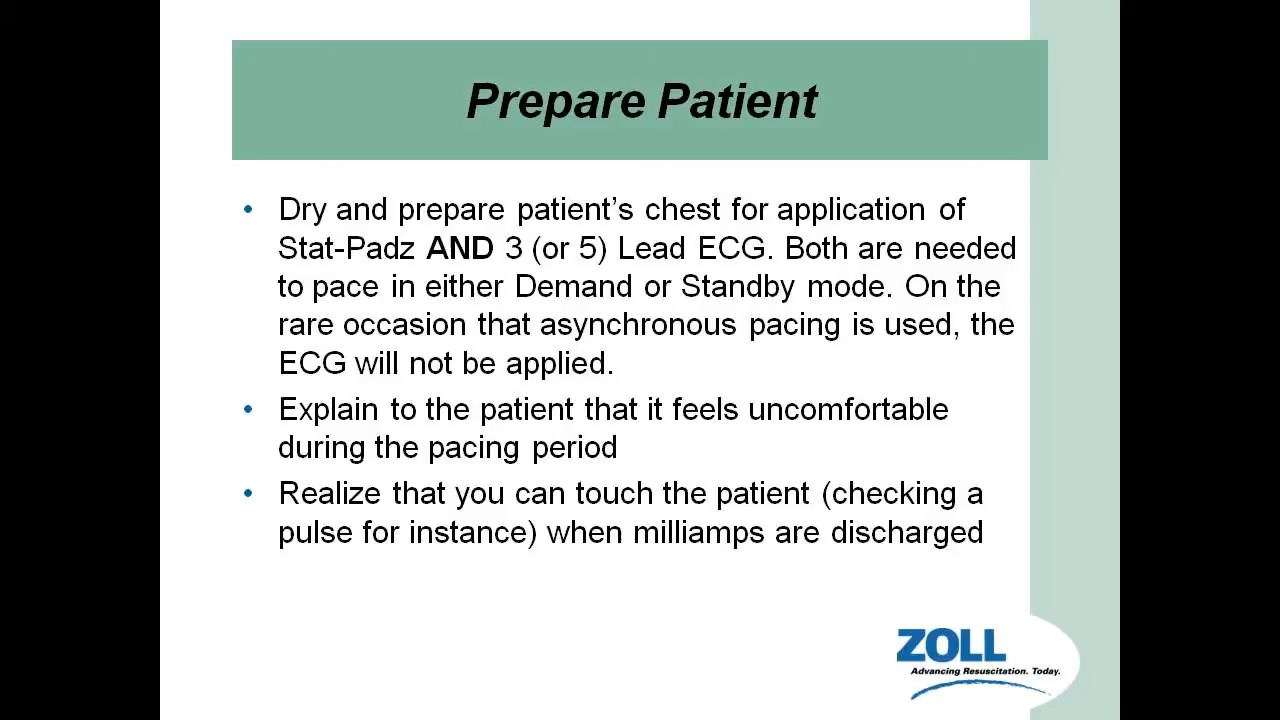 Prepare Patient
• Dry and prepare patient's chest for application of
Stat-Padz AND 3 (or 5) Lead ECG. Both are needed
to pace in either Demand or Standby mode. On the
rare occasion that asynchronous pacing is used, the
ECG will not be applied.
• Explain to the patient that it feels uncomfortable
during the pacing period
• Realize that you can touch the patient (checking a
pulse for instance) when milliamps are discharged
ZOLL
Advancing Resuscitation. Today.